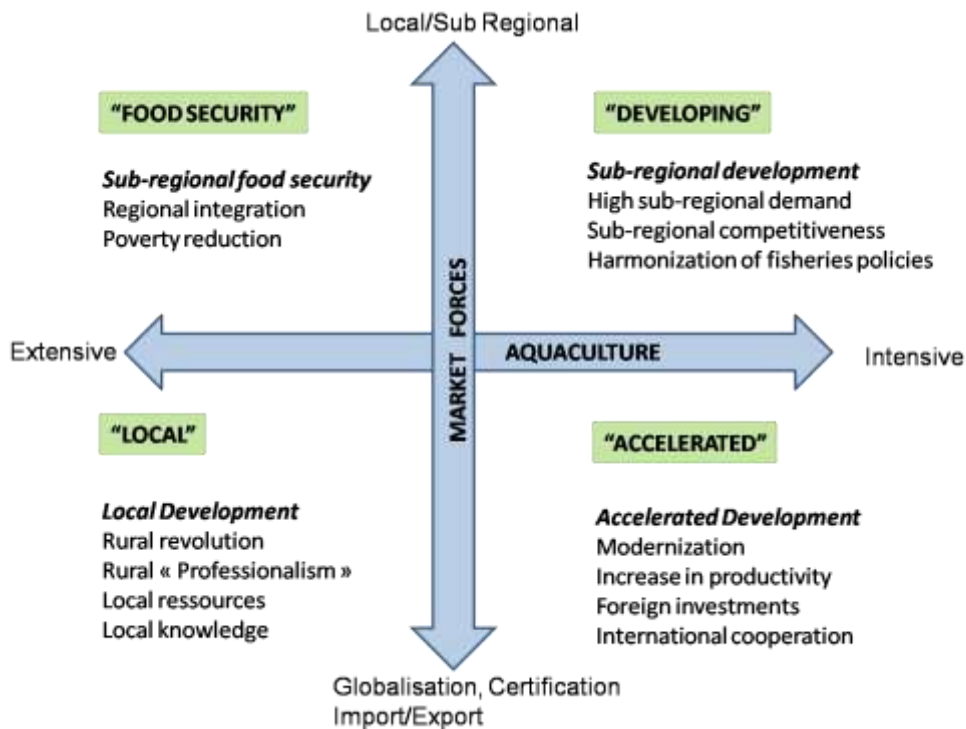 Local/Sub Regional
“FOOD SECURITY”
Sub-regional food security
Regional integration
Poverty reduction
“DEVELOPING”
Sub-regional development
High sub-regional demand
Sub-regional competitiveness
Harmonization of fisheries policies
MARKET FORCES
Extensive
AQUACULTURE
Intensive
“LOCAL”
Local Development
Rural revolution
Rural « Professionalism »
Local ressources
Local knowledge
“ACCELERATED”
Accelerated Development
Modernization
Increase in productivity
Foreign investments
International cooperation
Globalisation, Certification
Import/Export